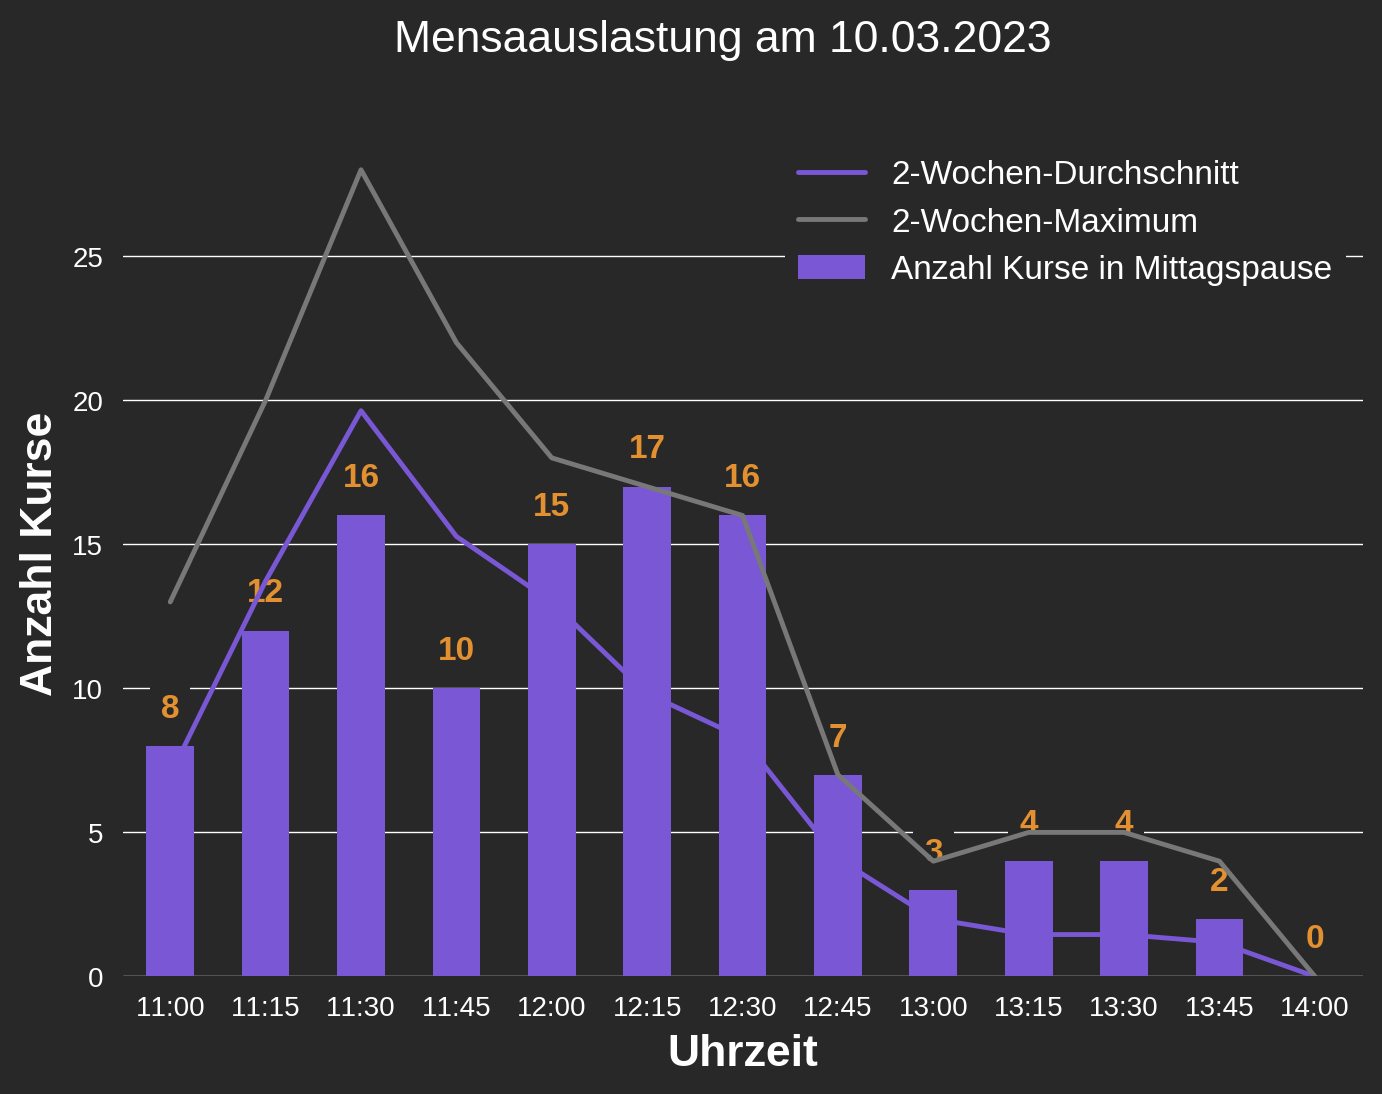 Mensaauslastung am 10.03.2023
2-Wochen-Durchschnitt
2-Wochen-Maximum
Anzahl Kurse in Mittagspause
Anzahl Kurse
25
20
15
10
5
0
8
12
16
10
15
17
16
7
3
4
4
2
0
11:00 11:15 11:30 11:45 12:00 12:15 12:30 12:45 13:00 13:15 13:30 13:45 14:00
Uhrzeit